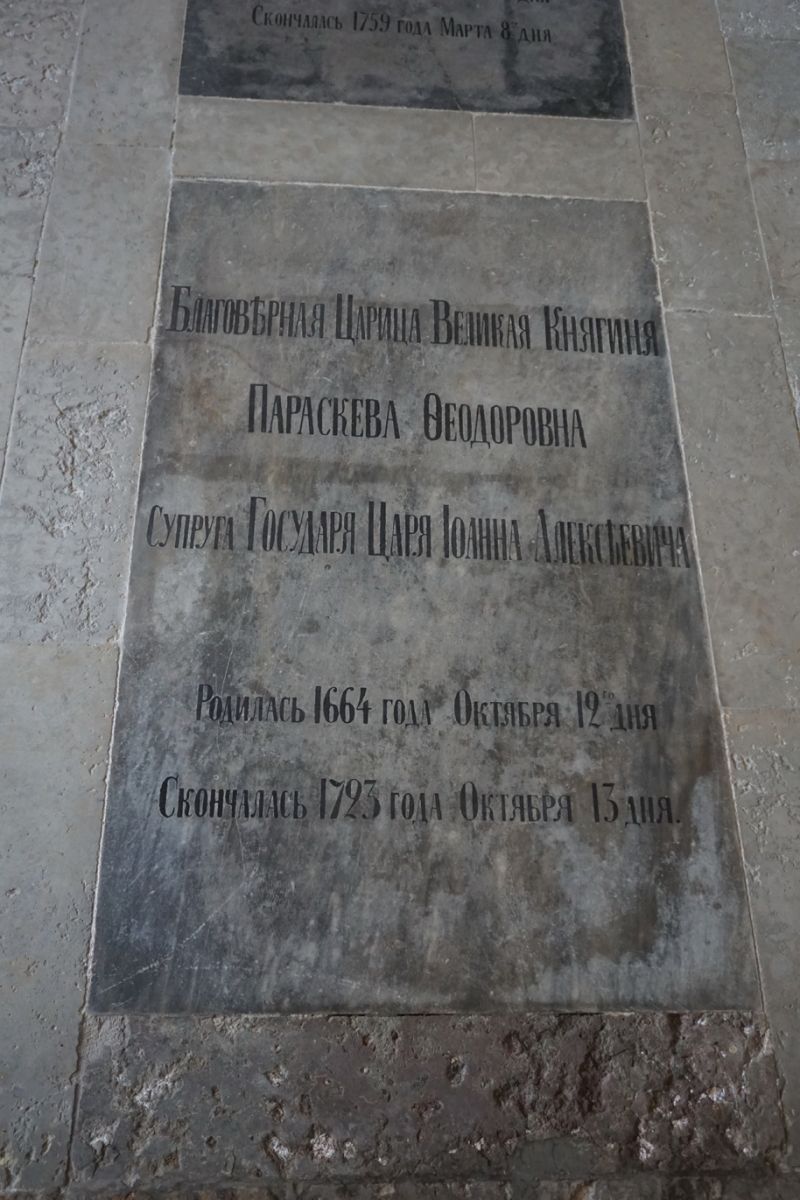 Скончалась 1759 года Марта 8 дня
Благовѣрная Царица Великая Княгиня
Параскева Ѳеодоровна
Супруга Государя Царя Іоанна Алексѣевича
Родилась 1664 года Октября 12го дня
Скончалась 1723 года Октября 13 дня.